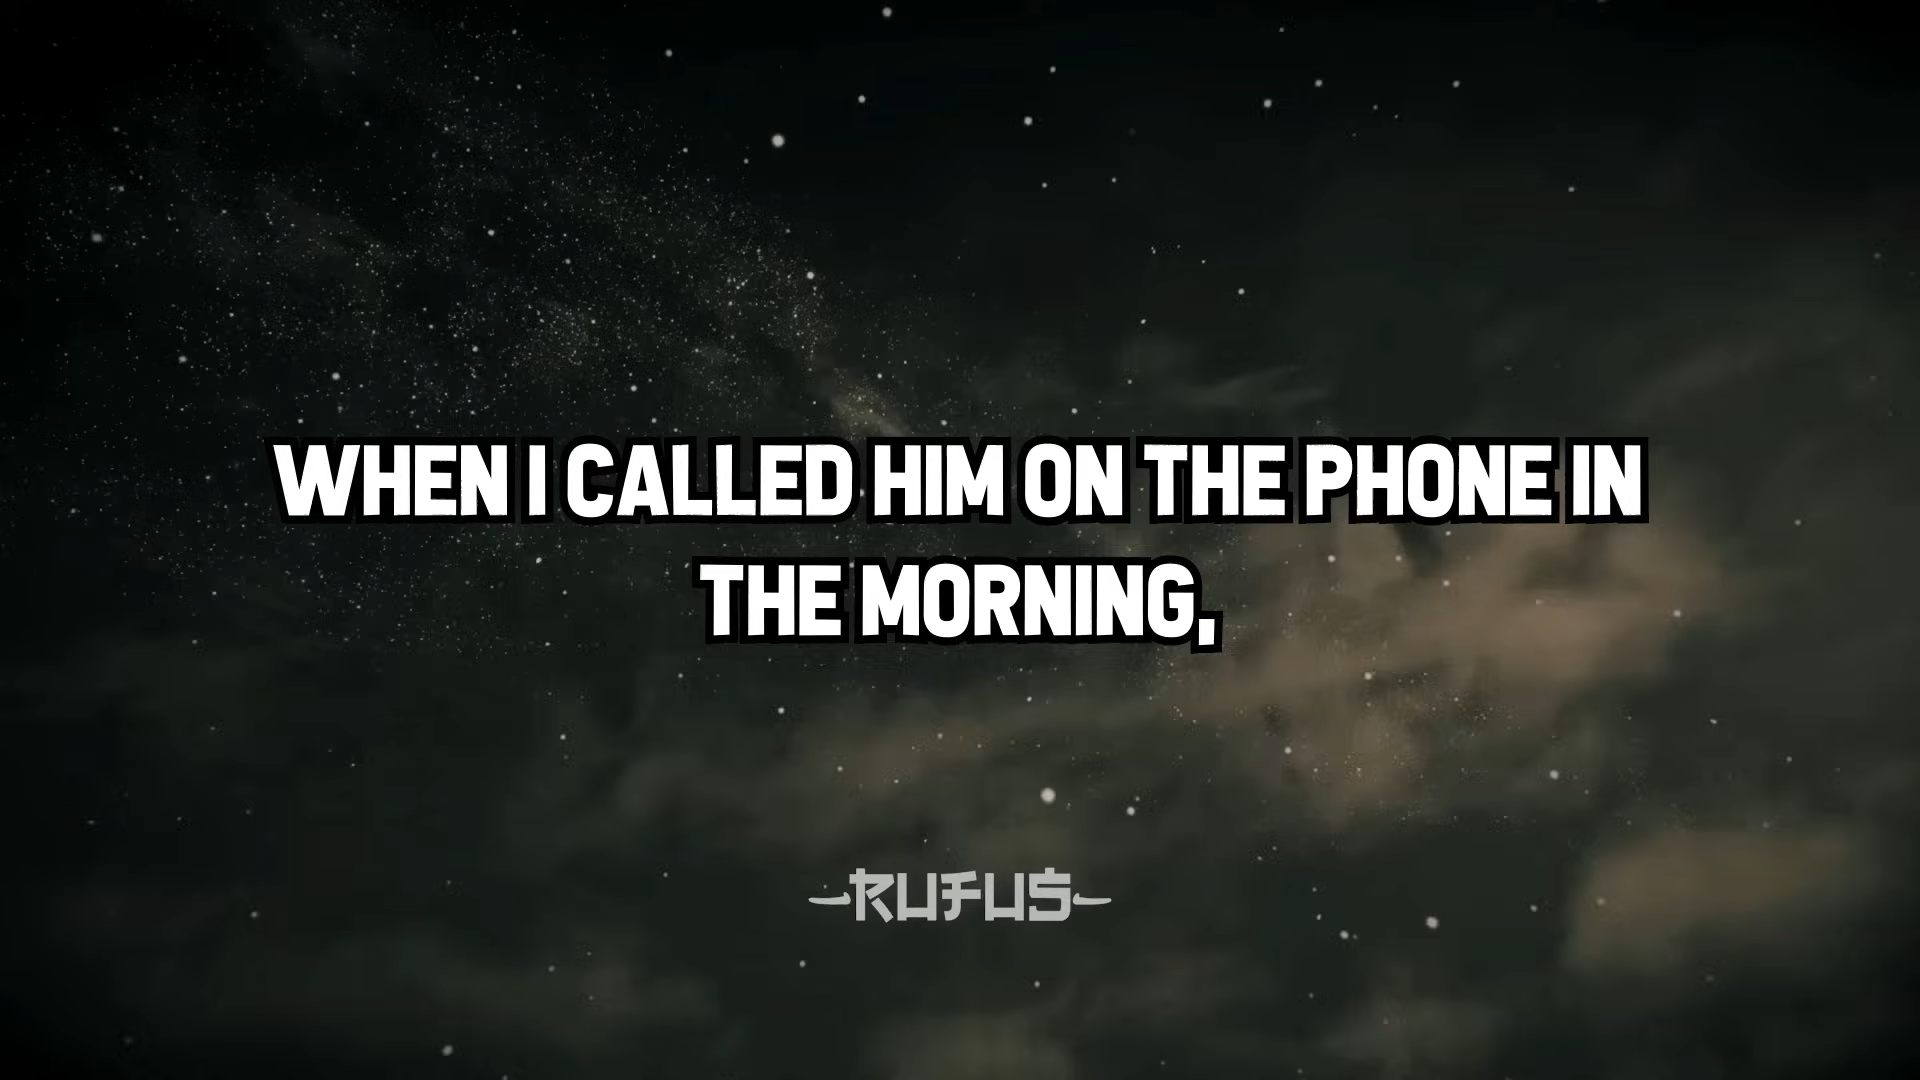 WHEN I CALLED HIM ON THE PHONE IN
THE MORNING,
-RUFUS-